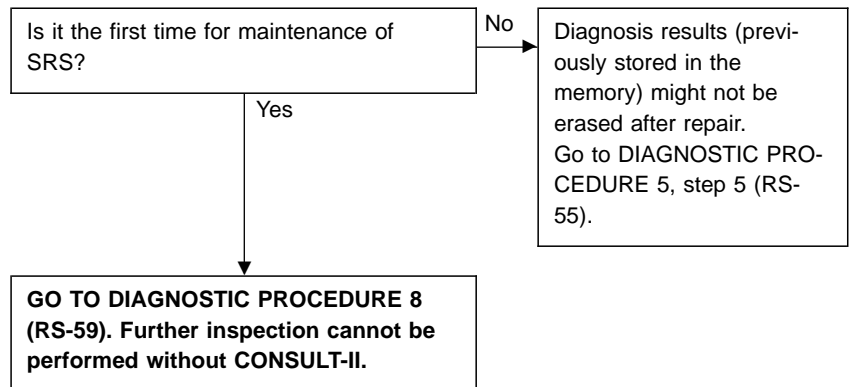 Is it the first time for maintenance of
SRS?
No
Diagnosis results (previ-
ously stored in the
memory) might not be
erased after repair.
Go to DIAGNOSTIC PRO-
CEDURE 5, step 5 (RS-
55).
Yes
GO TO DIAGNOSTIC PROCEDURE 8
(RS-59). Further inspection cannot be
performed without CONSULT-II.